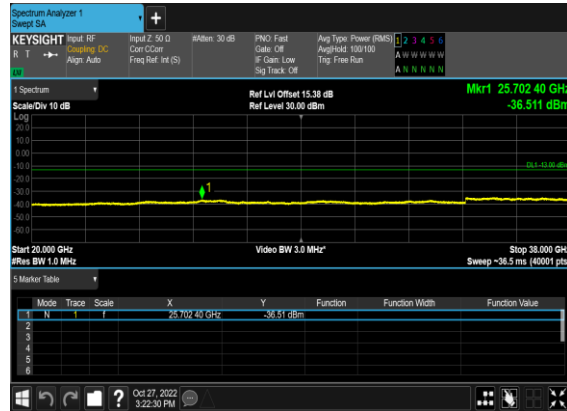 Spectrum Analyzer 1
Swept SA
+
KEYSIGHT Input: RF Input Z: 50 Ω #Atten: 30 dB PNO: Fast Avg Type: Power (RMS) 1 2 3 4 5 6
R T Coupling: DC Corr CCorr Gate: Off Avg|Hold: 100/100 A W W W W W
Align: Auto Freq Ref: Int (S) IF Gain: Low Trig: Free Run
Sig Track: Off A N N N N N
LXI
1 Spectrum Ref Lvl Offset 15.38 dB Mkr1 25.702 40 GHz
Scale/Div 10 dB Ref Level 30.00 dBm -36.511 dBm
Log
20.0
10.0
0.00
-10.0 DL1 -13.00 dBm
-20.0
-30.0 1
-40.0
-50.0
-60.0
Start 20.000 GHz Video BW 3.0 MHz* Stop 38.000 GHz
#Res BW 1.0 MHz Sweep ~36.5 ms (40001 pts)
5 Marker Table
Mode Trace Scale X Y Function Function Width Function Value
1 N 1 f 25.702 40 GHz -36.51 dBm
2
3
4
5
6
? Oct 27, 2022
3:22:30 PM